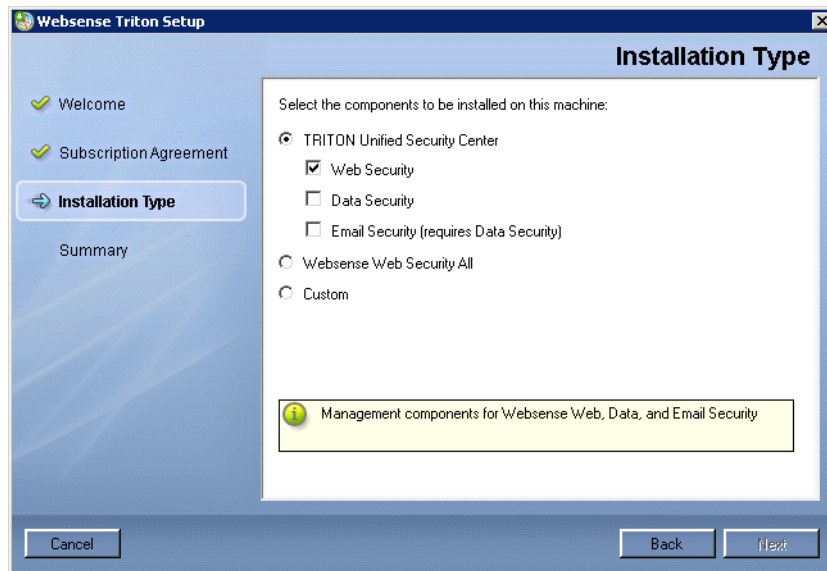 Websense Triton Setup
Installation Type
Welcome
Subscription Agreement
Installation Type
Summary
Select the components to be installed on this machine:
TRITON Unified Security Center
Web Security
Data Security
Email Security (requires Data Security)
Websense Web Security All
Custom
Management components for Websense Web, Data, and Email Security
Cancel
Back
Next